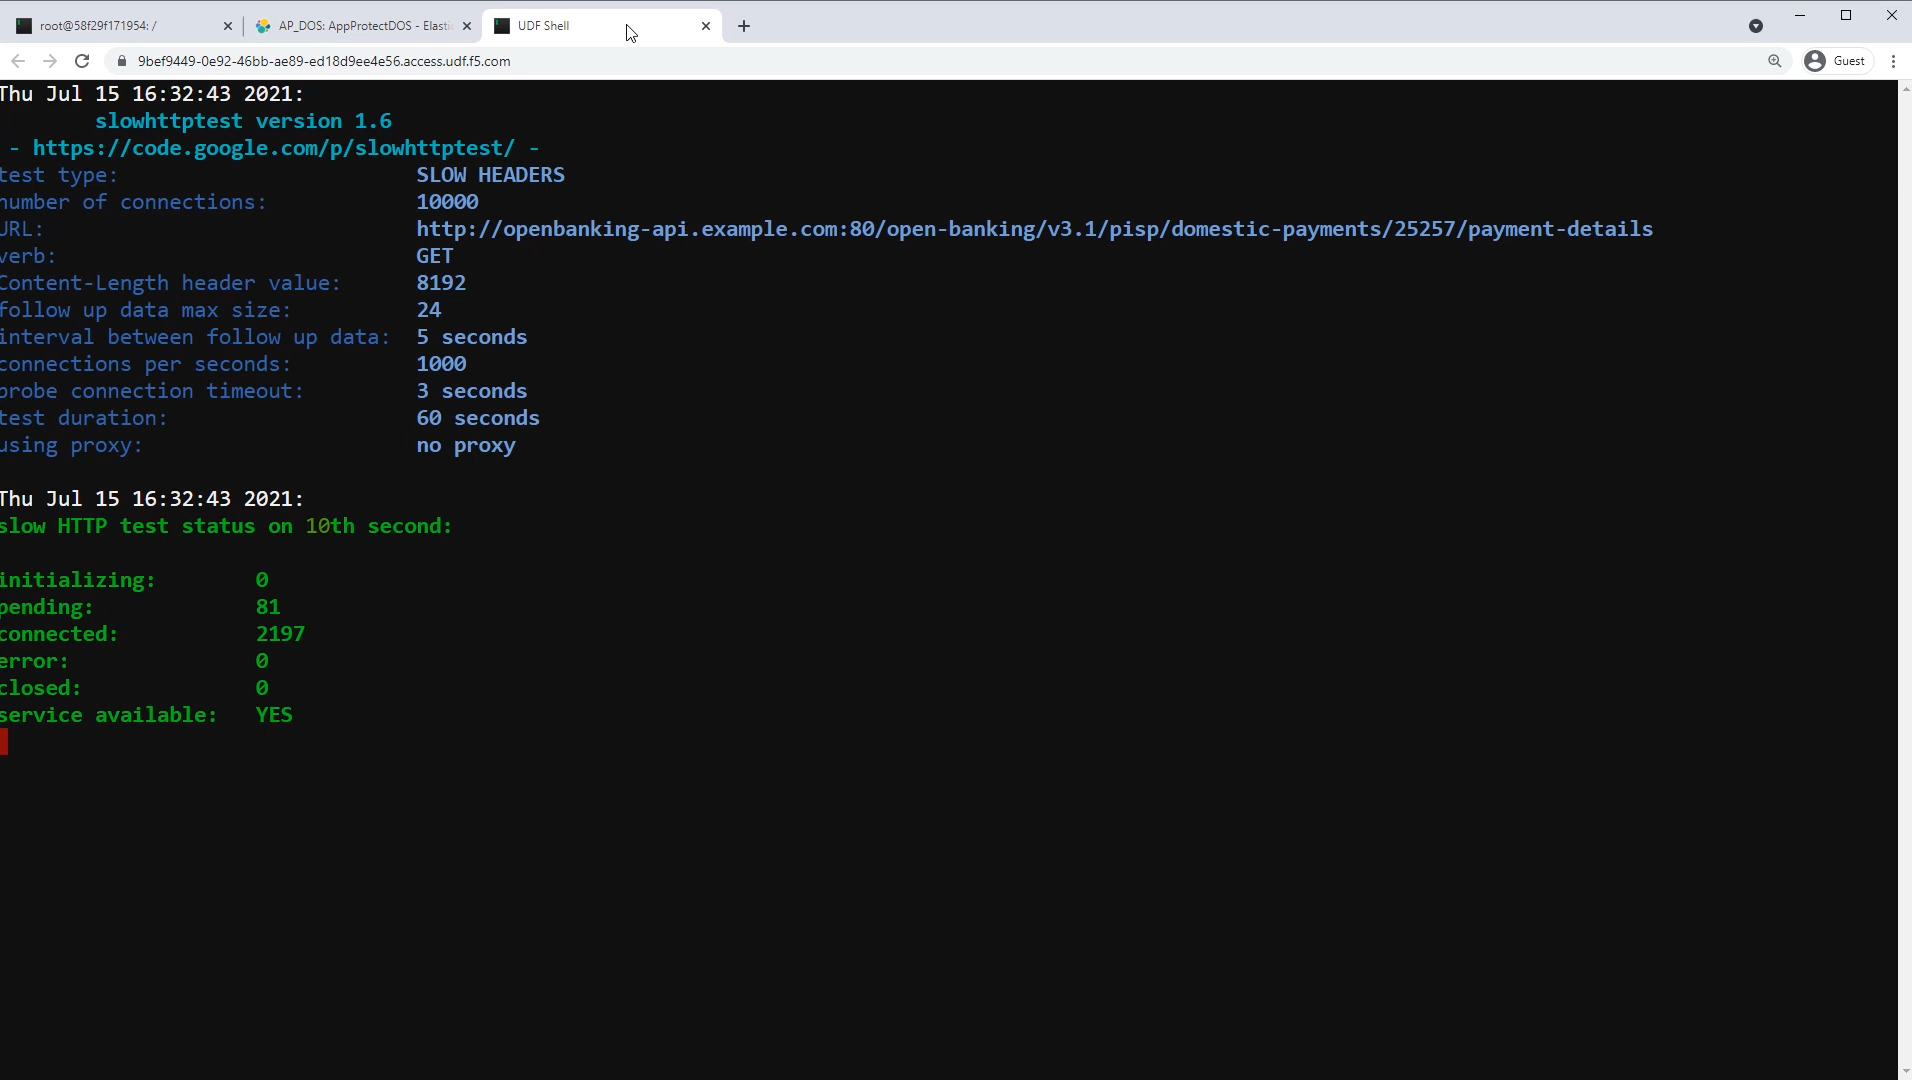 root@58f29f171954: /
AP_DOS: AppProtectDOS - Elastic
UDF Shell
9bef9449-0e92-46bb-ae89-ed18d9ee4e56.access.udf.f5.com
Guest
Thu Jul 15 16:32:43 2021:
slowhttptest version 1.6
- https://code.google.com/p/slowhttptest/ -
test type: SLOW HEADERS
number of connections: 10000
URL: http://openbanking-api.example.com:80/open-banking/v3.1/pisp/domestic-payments/25257/payment-details
verb: GET
Content-Length header value: 8192
follow up data max size: 24
interval between follow up data: 5 seconds
connections per seconds: 1000
probe connection timeout: 3 seconds
test duration: 60 seconds
using proxy: no proxy
Thu Jul 15 16:32:43 2021:
slow HTTP test status on 10th second:
initializing: 0
pending: 81
connected: 2197
error: 0
closed: 0
service available: YES